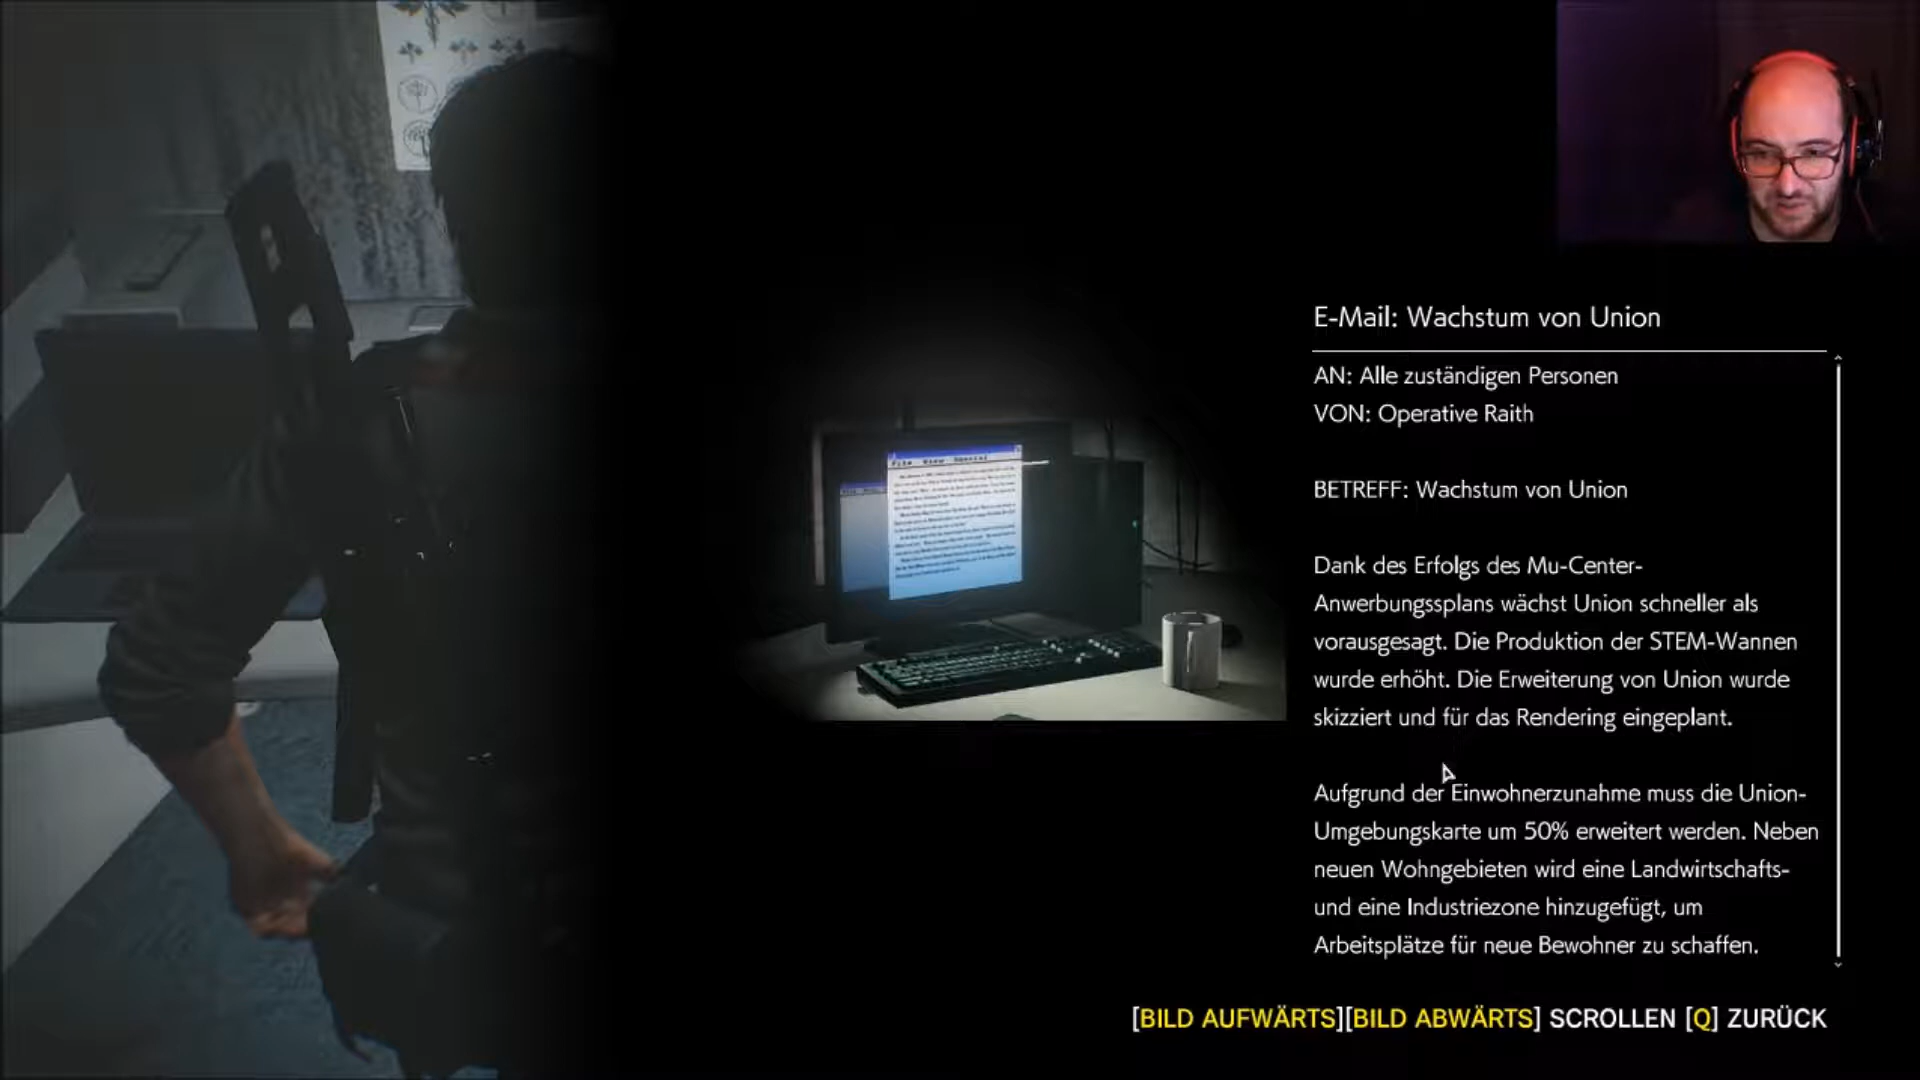 E-Mail: Wachstum von Union
AN: Alle zuständigen Personen
VON: Operative Raith
BETREFF: Wachstum von Union
Dank des Erfolgs des Mu-Center-
Anwerbungssplans wächst Union schneller als
vorausgesagt. Die Produktion der STEM-Wannen
wurde erhöht. Die Erweiterung von Union wurde
skizziert und für das Rendering eingeplant.
Aufgrund der Einwohnerzunahme muss die Union-
Umgebungskarte um 50% erweitert werden. Neben
neuen Wohngebieten wird eine Landwirtschafts-
und eine Industriezone hinzugefügt, um
Arbeitsplätze für neue Bewohner zu schaffen.
[BILD AUFWÄRTS][BILD ABWÄRTS] SCROLLEN [Q] ZURÜCK
File View Special